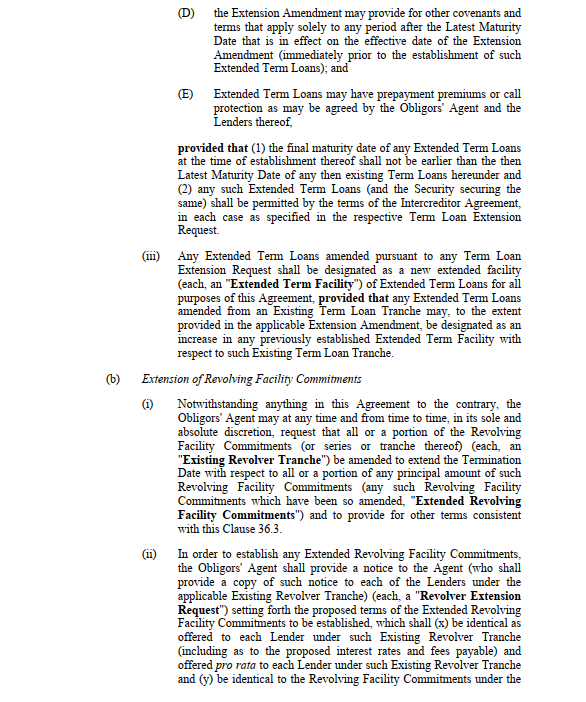 (D) the Extension Amendment may provide for other covenants and
terms that apply solely to any period after the Latest Maturity
Date that is in effect on the effective date of the Extension
Amendment (immediately prior to the establishment of such
Extended Term Loans); and
(E) Extended Term Loans may have prepayment premiums or call
protection as may be agreed by the Obligors' Agent and the
Lenders thereof,
provided that (1) the final maturity date of any Extended Term Loans
at the time of establishment thereof shall not be earlier than the then
Latest Maturity Date of any then existing Term Loans hereunder and
(2) any such Extended Term Loans (and the Security securing the
same) shall be permitted by the terms of the Intercreditor Agreement,
in each case as specified in the respective Term Loan Extension
Request.
(iii) Any Extended Term Loans amended pursuant to any Term Loan
Extension Request shall be designated as a new extended facility
(each, an "Extended Term Facility") of Extended Term Loans for all
purposes of this Agreement, provided that any Extended Term Loans
amended from an Existing Term Loan Tranche may, to the extent
provided in the applicable Extension Amendment, be designated as an
increase in any previously established Extended Term Facility with
respect to such Existing Term Loan Tranche.
(b) Extension of Revolving Facility Commitments
(i) Notwithstanding anything in this Agreement to the contrary, the
Obligors' Agent may at any time and from time to time, in its sole and
absolute discretion, request that all or a portion of the Revolving
Facility Commitments (or series or tranche thereof) (each, an
"Existing Revolver Tranche") be amended to extend the Termination
Date with respect to all or a portion of any principal amount of such
Revolving Facility Commitments (any such Revolving Facility
Commitments which have been so amended, "Extended Revolving
Facility Commitments") and to provide for other terms consistent
with this Clause 36.3.
(ii) In order to establish any Extended Revolving Facility Commitments,
the Obligors' Agent shall provide a notice to the Agent (who shall
provide a copy of such notice to each of the Lenders under the
applicable Existing Revolver Tranche) (each, a "Revolver Extension
Request") setting forth the proposed terms of the Extended Revolving
Facility Commitments to be established, which shall (x) be identical as
offered to each Lender under such Existing Revolver Tranche
(including as to the proposed interest rates and fees payable) and
offered pro rata to each Lender under such Existing Revolver Tranche
and (y) be identical to the Revolving Facility Commitments under the